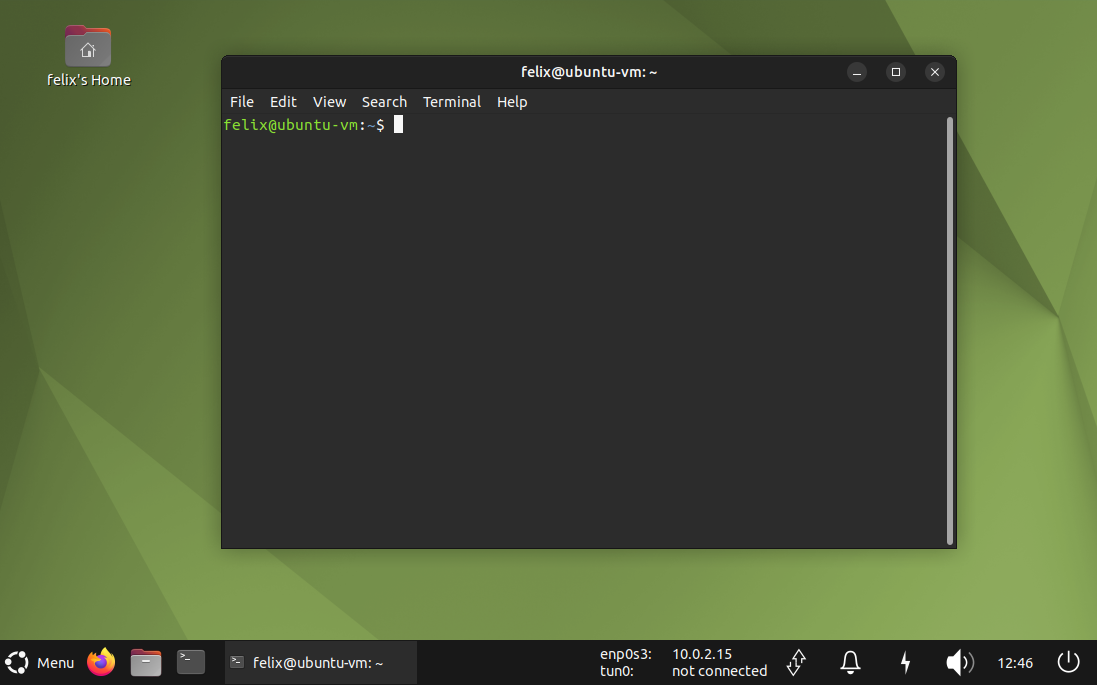 felix's Home
felix@ubuntu-vm: ~
File Edit View Search Terminal Help
felix@ubuntu-vm:~$
Menu
felix@ubuntu-vm: ~
enp0s3: 10.0.2.15
tun0: not connected
12:46